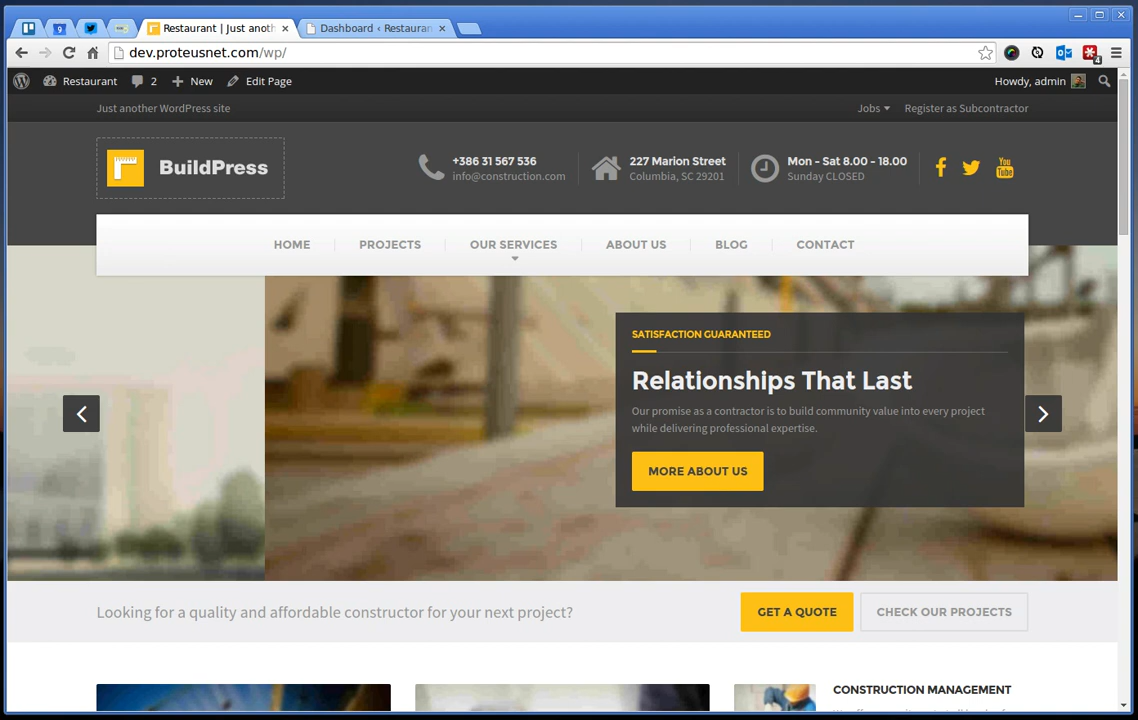 Restaurant | Just anoth
Dashboard ‹ Restauran
dev.proteusnet.com/wp/
4
Restaurant
2
New
Edit Page
Howdy, admin
Just another WordPress site
Jobs
Register as Subcontractor
BuildPress
+386 31 567 536
info@construction.com
227 Marion Street
Columbia, SC 29201
Mon - Sat 8.00 - 18.00
Sunday CLOSED
You
Tube
HOME
PROJECTS
OUR SERVICES
ABOUT US
BLOG
CONTACT
SATISFACTION GUARANTEED
Relationships That Last
Our promise as a contractor is to build community value into every project
while delivering professional expertise.
MORE ABOUT US
Looking for a quality and affordable constructor for your next project?
GET A QUOTE
CHECK OUR PROJECTS
CONSTRUCTION MANAGEMENT